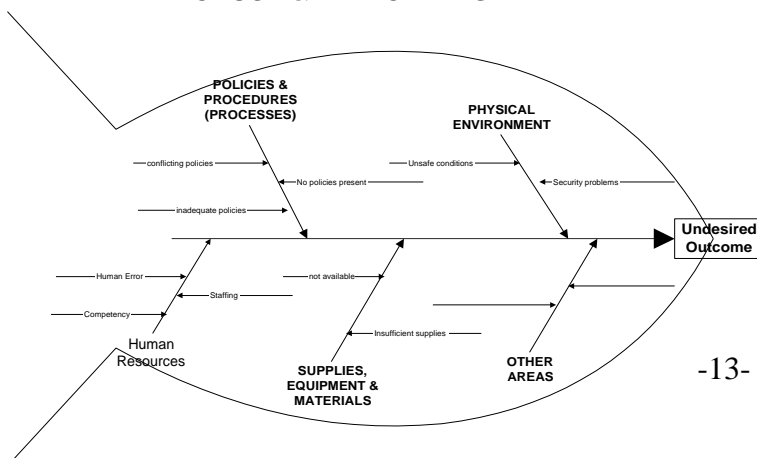 POLICIES &
PROCEDURES
(PROCESSES)
PHYSICAL
ENVIRONMENT
conflicting policies
Unsafe conditions
No policies present
Security problems
inadequate policies
Undesired
Outcome
Human Error
not available
Staffing
Competency
Insufficient supplies
Human
Resources
SUPPLIES,
EQUIPMENT &
MATERIALS
OTHER
AREAS
-13-